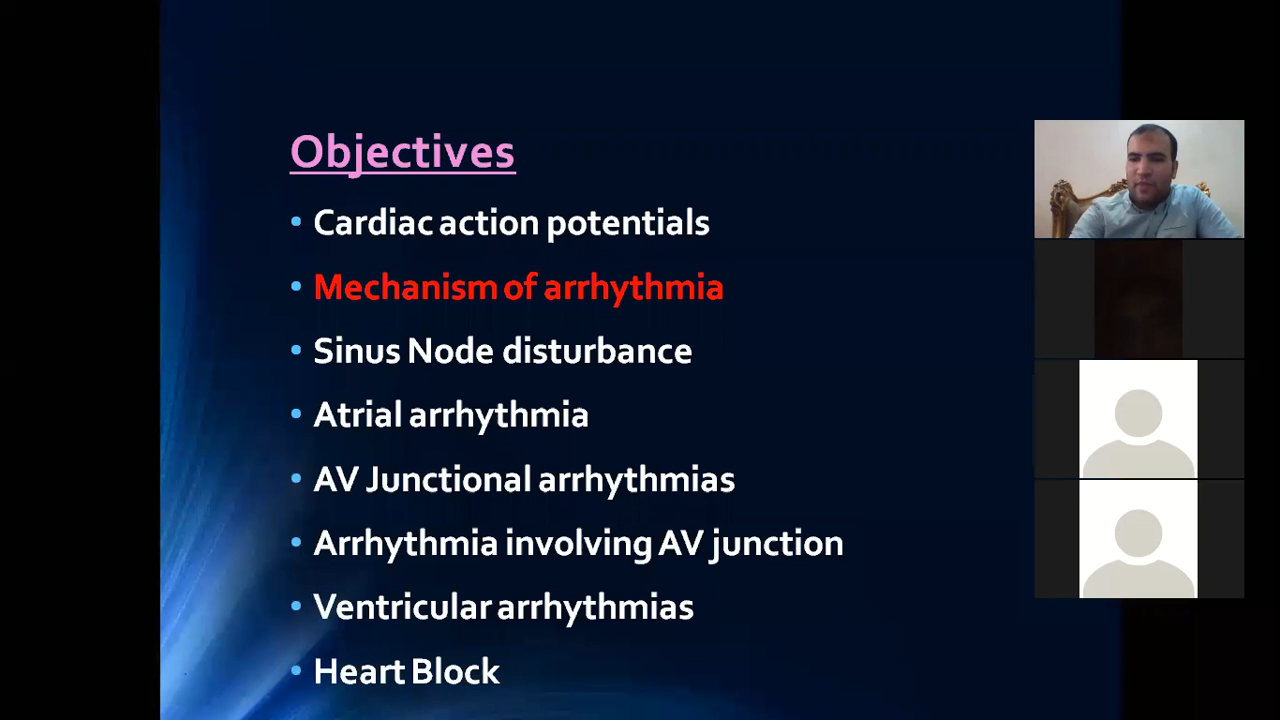 Objectives
• Cardiac action potentials
• Mechanism of arrhythmia
• Sinus Node disturbance
• Atrial arrhythmia
• AV Junctional arrhythmias
• Arrhythmia involving AV junction
• Ventricular arrhythmias
• Heart Block